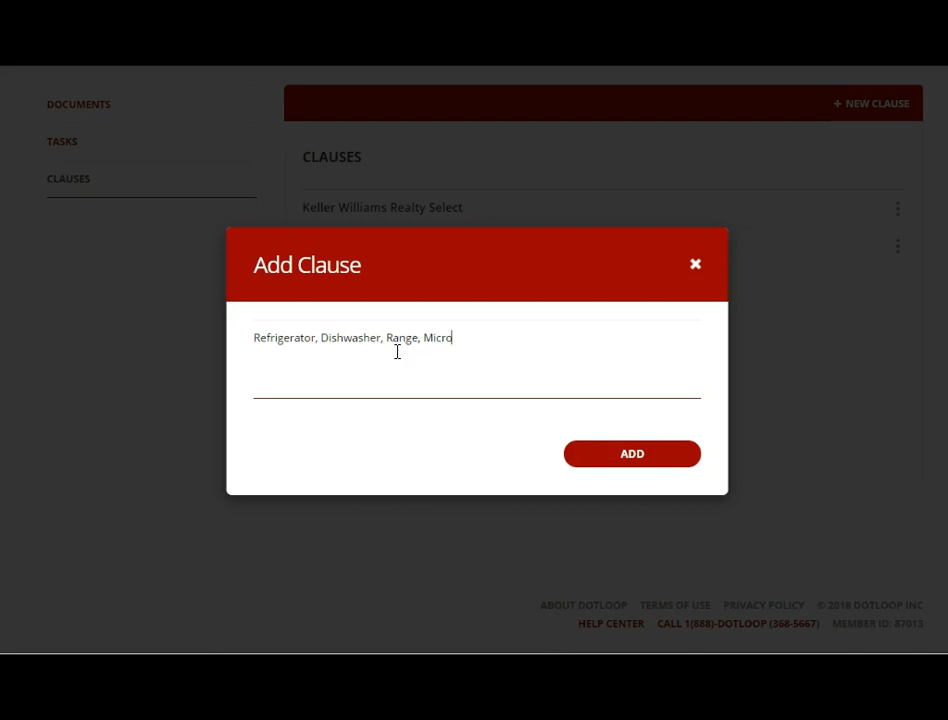 DOCUMENTS
TASKS
CLAUSES
+ NEW CLAUSE
CLAUSES
Keller Williams Realty Select
Add Clause
Refrigerator, Dishwasher, Range, Micro
ADD
ABOUT DOTLOOP TERMS OF USE PRIVACY POLICY © 2018 DOTLOOP INC
HELP CENTER CALL 1(888)-DOTLOOP (368-5667) MEMBER ID: 87013